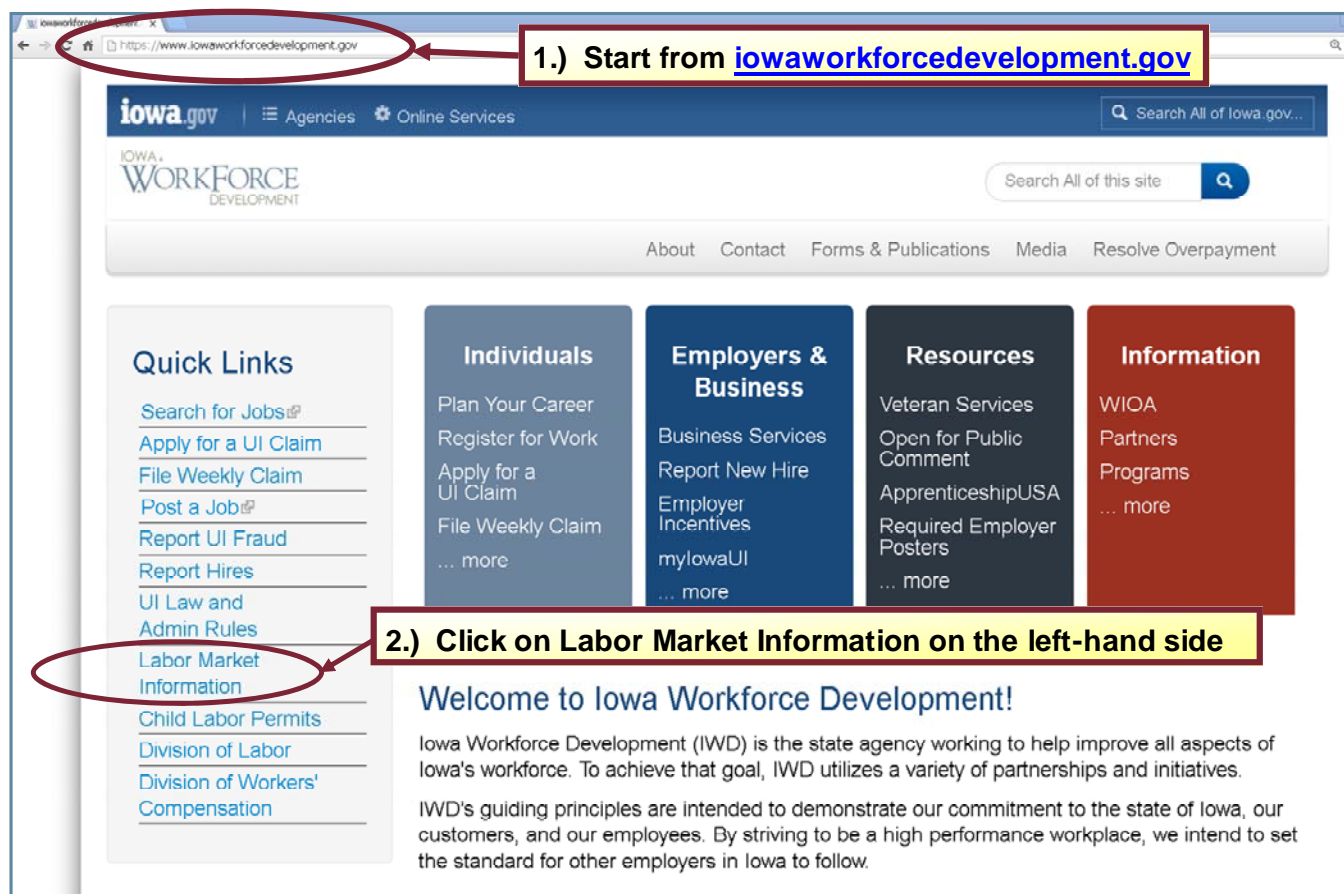 iowaworkforcedevelopment x
https://www.iowaworkforcedevelopment.gov
1.) Start from iowaworkforcedevelopment.gov
iowa.gov
Agencies
Online Services
Search All of Iowa.gov...
IOWA
WORKFORCE
DEVELOPMENT
Search All of this site
About Contact Forms & Publications Media Resolve Overpayment
Quick Links
Search for Jobs
Apply for a UI Claim
File Weekly Claim
Post a Job
Report UI Fraud
Report Hires
UI Law and
Admin Rules
Labor Market
Information
Child Labor Permits
Division of Labor
Division of Workers'
Compensation
Individuals
Plan Your Career
Register for Work
Apply for a
UI Claim
File Weekly Claim
... more
Employers &
Business
Business Services
Report New Hire
Employer
Incentives
myIowaUI
... more
Resources
Veteran Services
Open for Public
Comment
ApprenticeshipUSA
Required Employer
Posters
... more
Information
WIOA
Partners
Programs
... more
2.) Click on Labor Market Information on the left-hand side
Welcome to Iowa Workforce Development!
Iowa Workforce Development (IWD) is the state agency working to help improve all aspects of
Iowa's workforce. To achieve that goal, IWD utilizes a variety of partnerships and initiatives.
IWD's guiding principles are intended to demonstrate our commitment to the state of Iowa, our
customers, and our employees. By striving to be a high performance workplace, we intend to set
the standard for other employers in Iowa to follow.